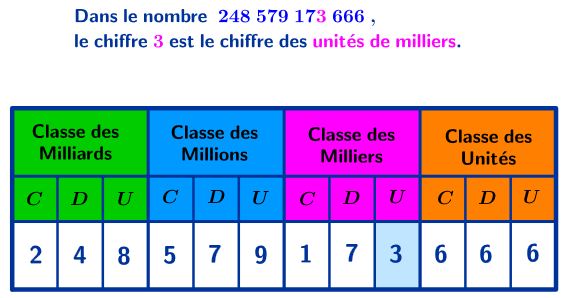 Dans le nombre 248 579 173 666 ,
le chiffre 3 est le chiffre des unités de milliers.
Classe des Milliards Classe des Millions Classe des Milliers Classe des Unités
C D U C D U C D U C D U
2 4 8 5 7 9 1 7 3 6 6 6